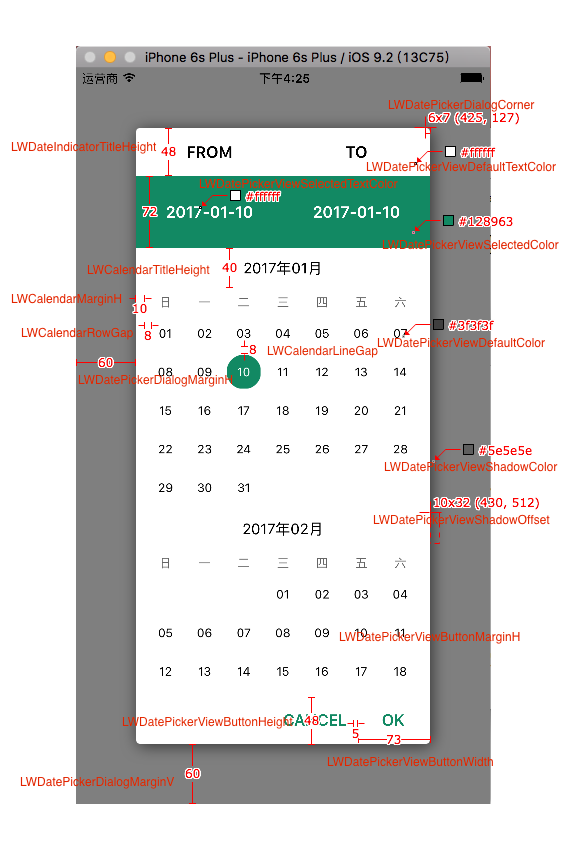 iPhone 6s Plus - iPhone 6s Plus / iOS 9.2 (13C75)
运营商 下午4:25
LWDatePickerDialogCorner
6x7 (425, 127)
LWDateIndicatorTitleHeight 48 FROM TO #ffffff
LWDatePickerViewDefaultTextColor
LWDatePickerViewSelectedTextColor
#ffffff
72 2017-01-10 2017-01-10 #128963
LWDatePickerViewSelectedColor
LWCalendarTitleHeight 40 2017年01月
LWCalendarMarginH 10 日 一 二 三 四 五 六
#3f3f3f
LWCalendarRowGap 8 01 02 03 04 05 06 07
LWDatePickerViewDefaultColor
8 LWCalendarLineGap
60
08 09 10 11 12 13 14
LWDatePickerDialogMarginH
15 16 17 18 19 20 21
22 23 24 25 26 27 28
#5e5e5e
LWDatePickerViewShadowColor
29 30 31
10x32 (430, 512)
LWDatePickerViewShadowOffset
2017年02月
日 一 二 三 四 五 六
01 02 03 04
05 06 07 08 09 10 11
LWDatePickerViewButtonMarginH
12 13 14 15 16 17 18
LWDatePickerViewButtonHeight 48 CANCEL OK
5 73
LWDatePickerViewButtonWidth
60
LWDatePickerDialogMarginV